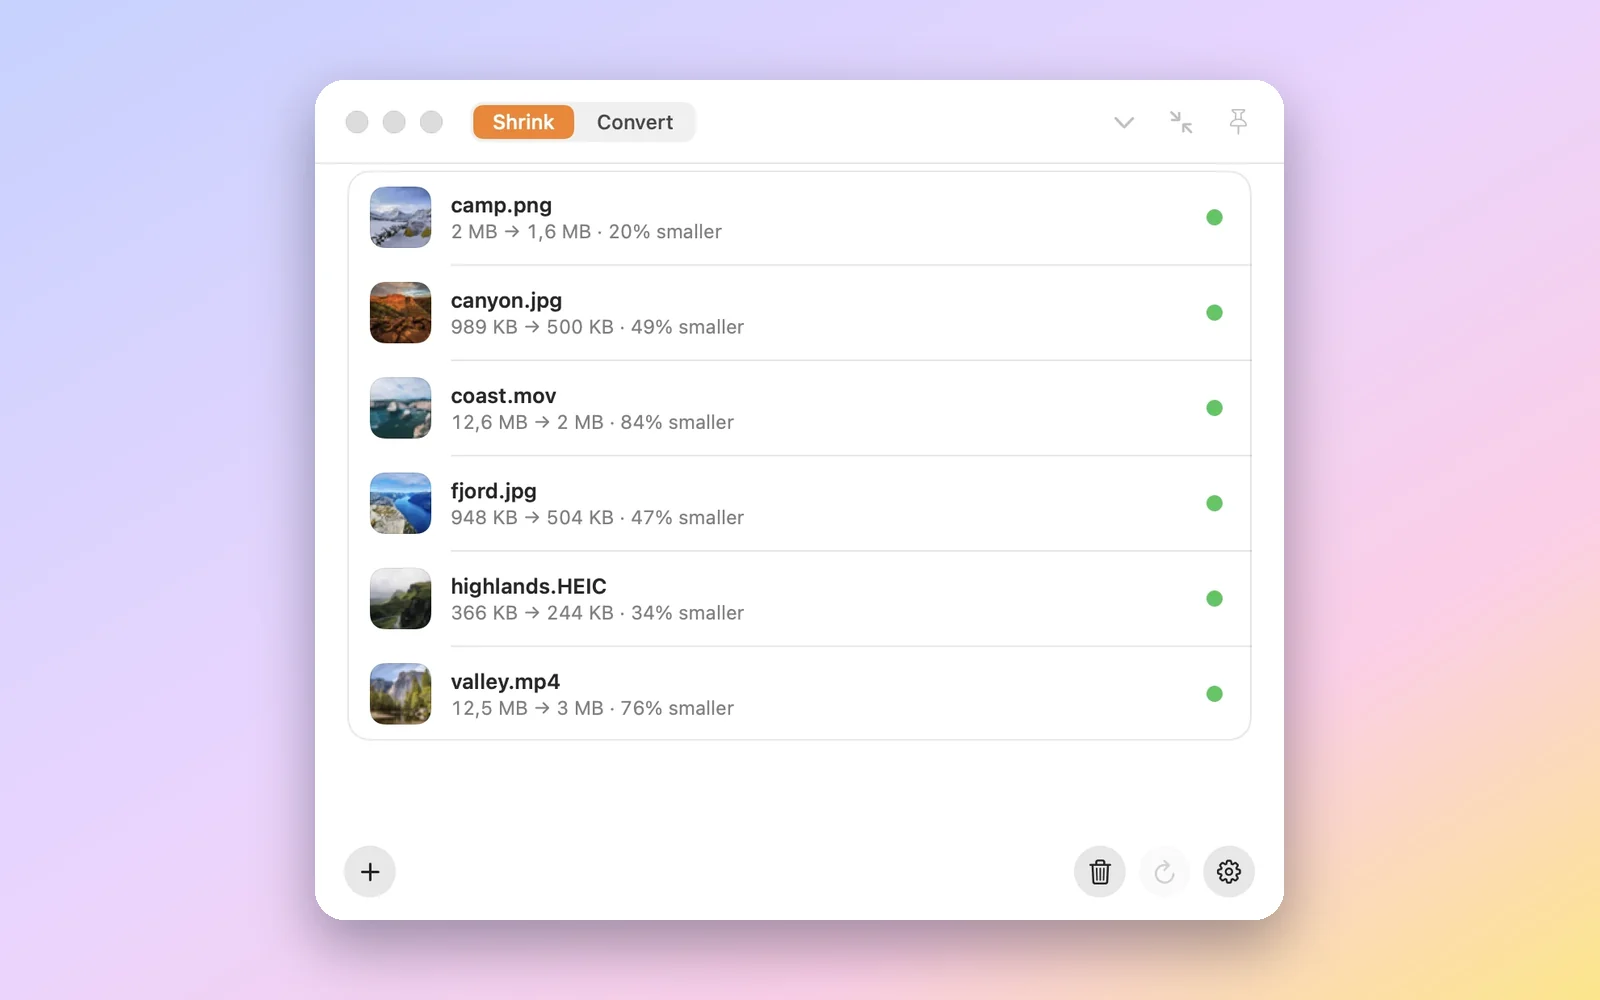 Shrink
Convert
camp.png
2 MB → 1,6 MB · 20% smaller
canyon.jpg
989 KB → 500 KB · 49% smaller
coast.mov
12,6 MB → 2 MB · 84% smaller
fjord.jpg
948 KB → 504 KB · 47% smaller
highlands.HEIC
366 KB → 244 KB · 34% smaller
valley.mp4
12,5 MB → 3 MB · 76% smaller